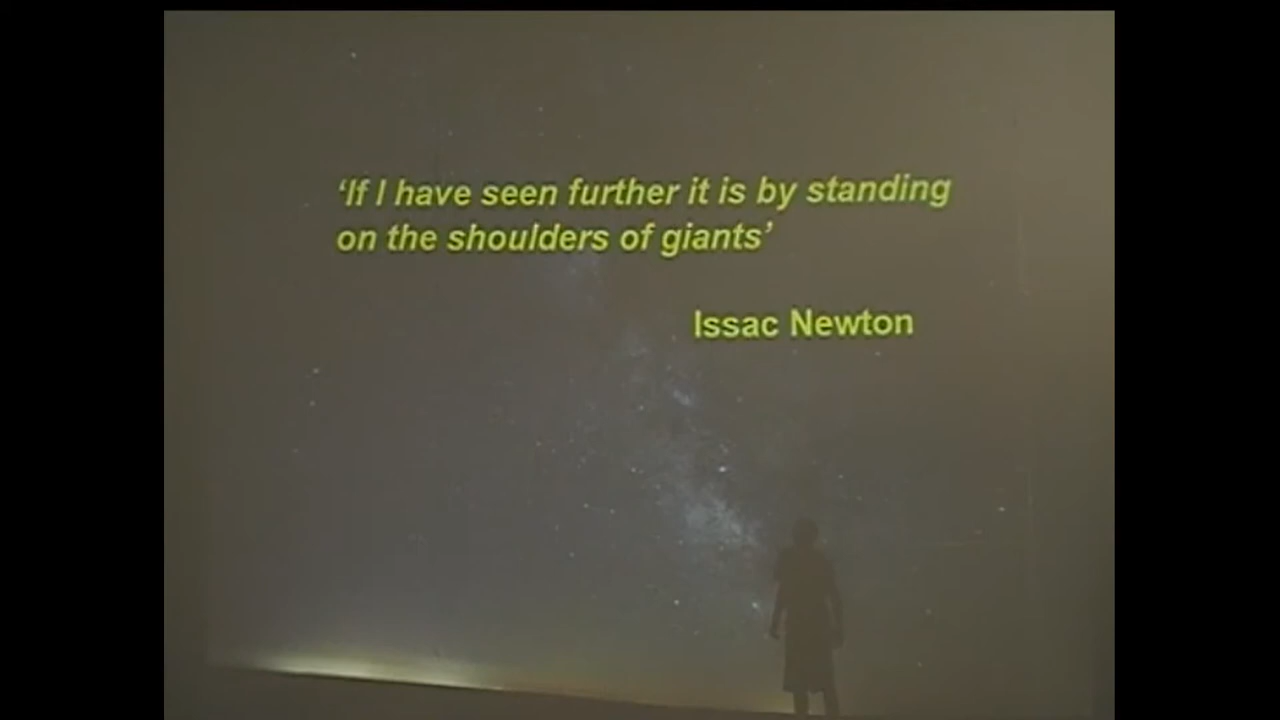 ‘If I have seen further it is by standing
on the shoulders of giants’
Issac Newton